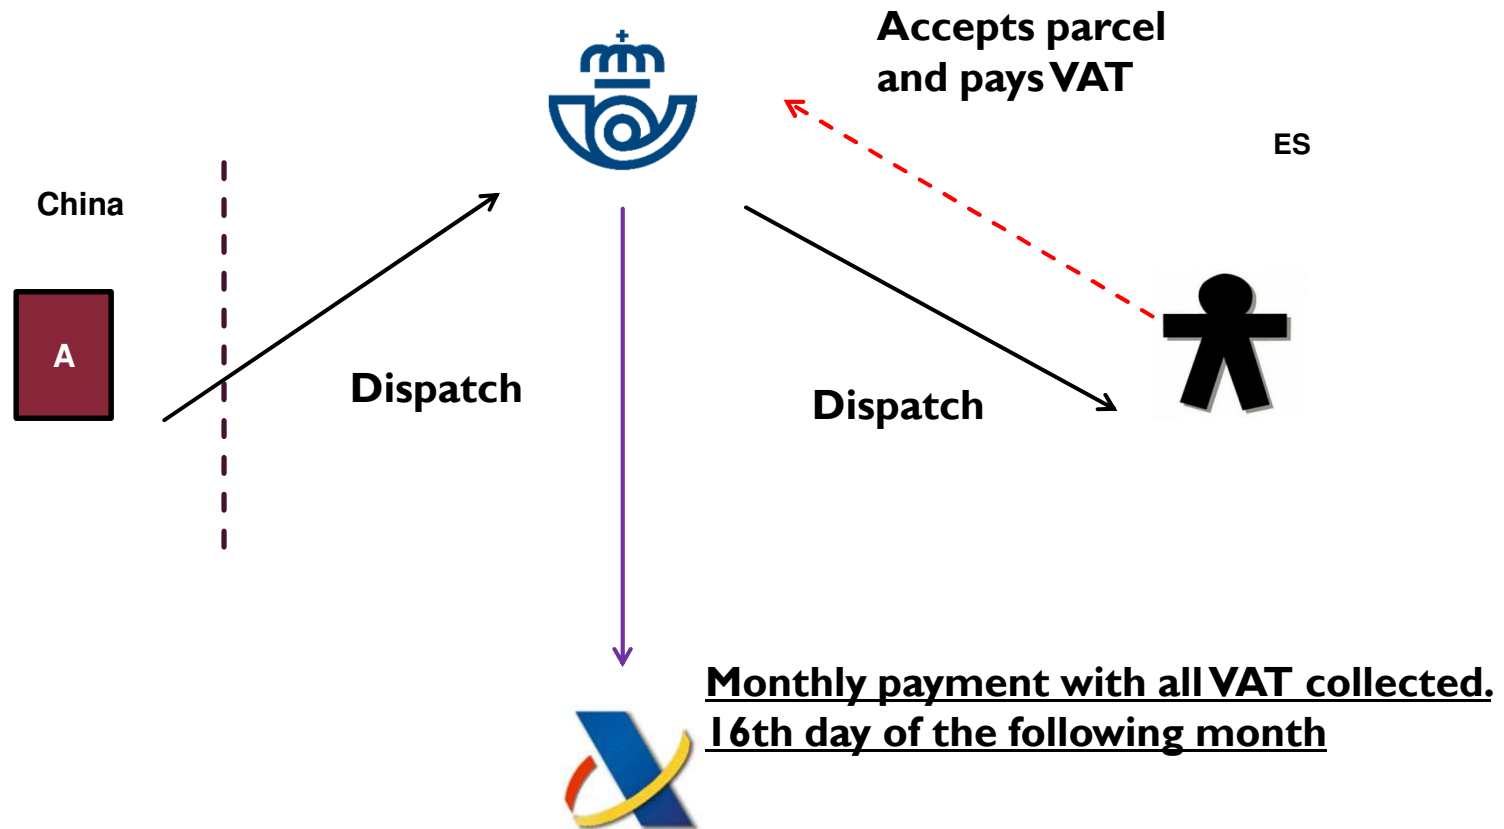 Accepts parcel
and pays VAT
ES
China
A
Dispatch
Dispatch
Monthly payment with all VAT collected.
16th day of the following month